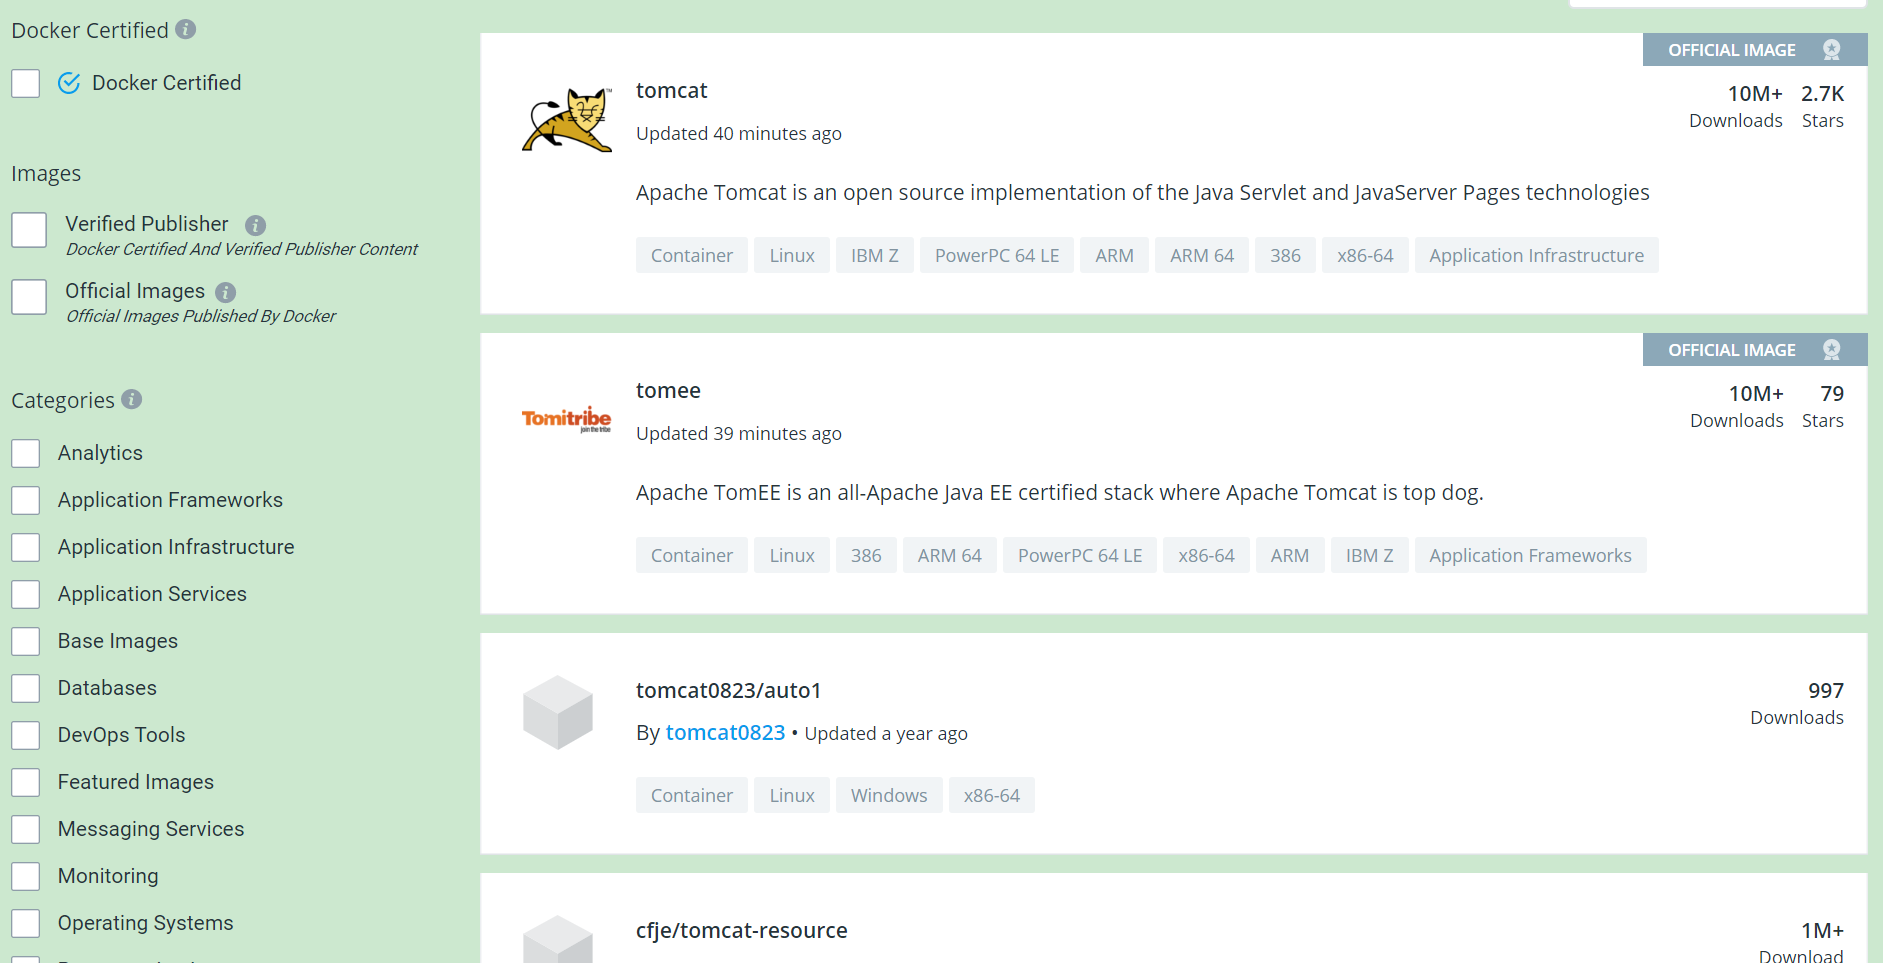 Docker Certified
Docker Certified
Images
Verified Publisher
Docker Certified And Verified Publisher Content
Official Images
Official Images Published By Docker
Categories
Analytics
Application Frameworks
Application Infrastructure
Application Services
Base Images
Databases
DevOps Tools
Featured Images
Messaging Services
Monitoring
Operating Systems
OFFICIAL IMAGE
tomcat
10M+ 2.7K
Downloads Stars
Updated 40 minutes ago
Apache Tomcat is an open source implementation of the Java Servlet and JavaServer Pages technologies
Container Linux IBM Z PowerPC 64 LE ARM ARM 64 386 x86-64 Application Infrastructure
OFFICIAL IMAGE
tomee
10M+ 79
Downloads Stars
Tomitribe
join the tribe
Updated 39 minutes ago
Apache TomEE is an all-Apache Java EE certified stack where Apache Tomcat is top dog.
Container Linux 386 ARM 64 PowerPC 64 LE x86-64 ARM IBM Z Application Frameworks
tomcat0823/auto1
997
Downloads
By tomcat0823 • Updated a year ago
Container Linux Windows x86-64
cfje/tomcat-resource
1M+
Download